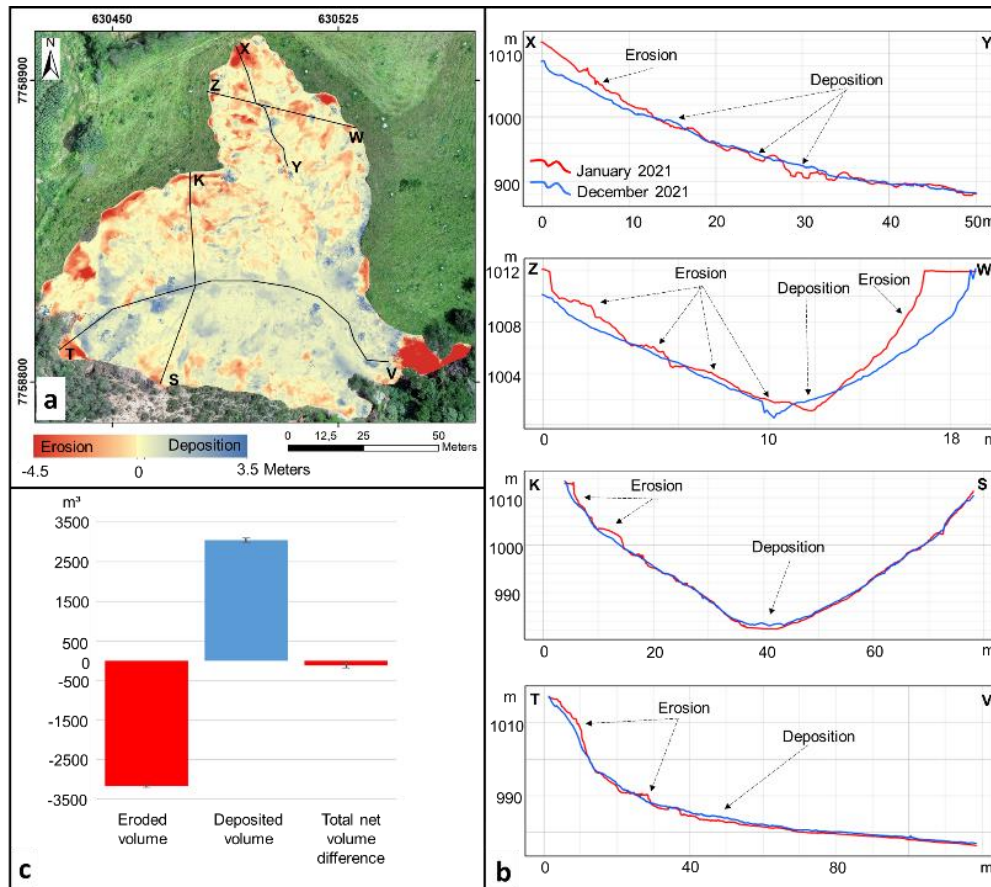 630450 630525
7758900
7758800
N
X
Z
W
Y
K
T
S
V
a
Erosion Deposition
-4.5 0 3.5 Meters
0 12,5 25 50
Meters
b
m X Y
1010
1000
900
Erosion
Deposition
January 2021
December 2021
0 10 20 30 40 50m
m Z W
1012
1008
1004
Erosion
Deposition
Erosion
0 10 18
m K S
1010
1000
990
Erosion
Deposition
0 20 40 60 m
m T V
1010
990
Erosion
Deposition
0 40 80 m
m³
3500
2500
1500
500
0
-500
-1500
-2500
-3500
Eroded volume
Deposited volume
Total net volume difference
c